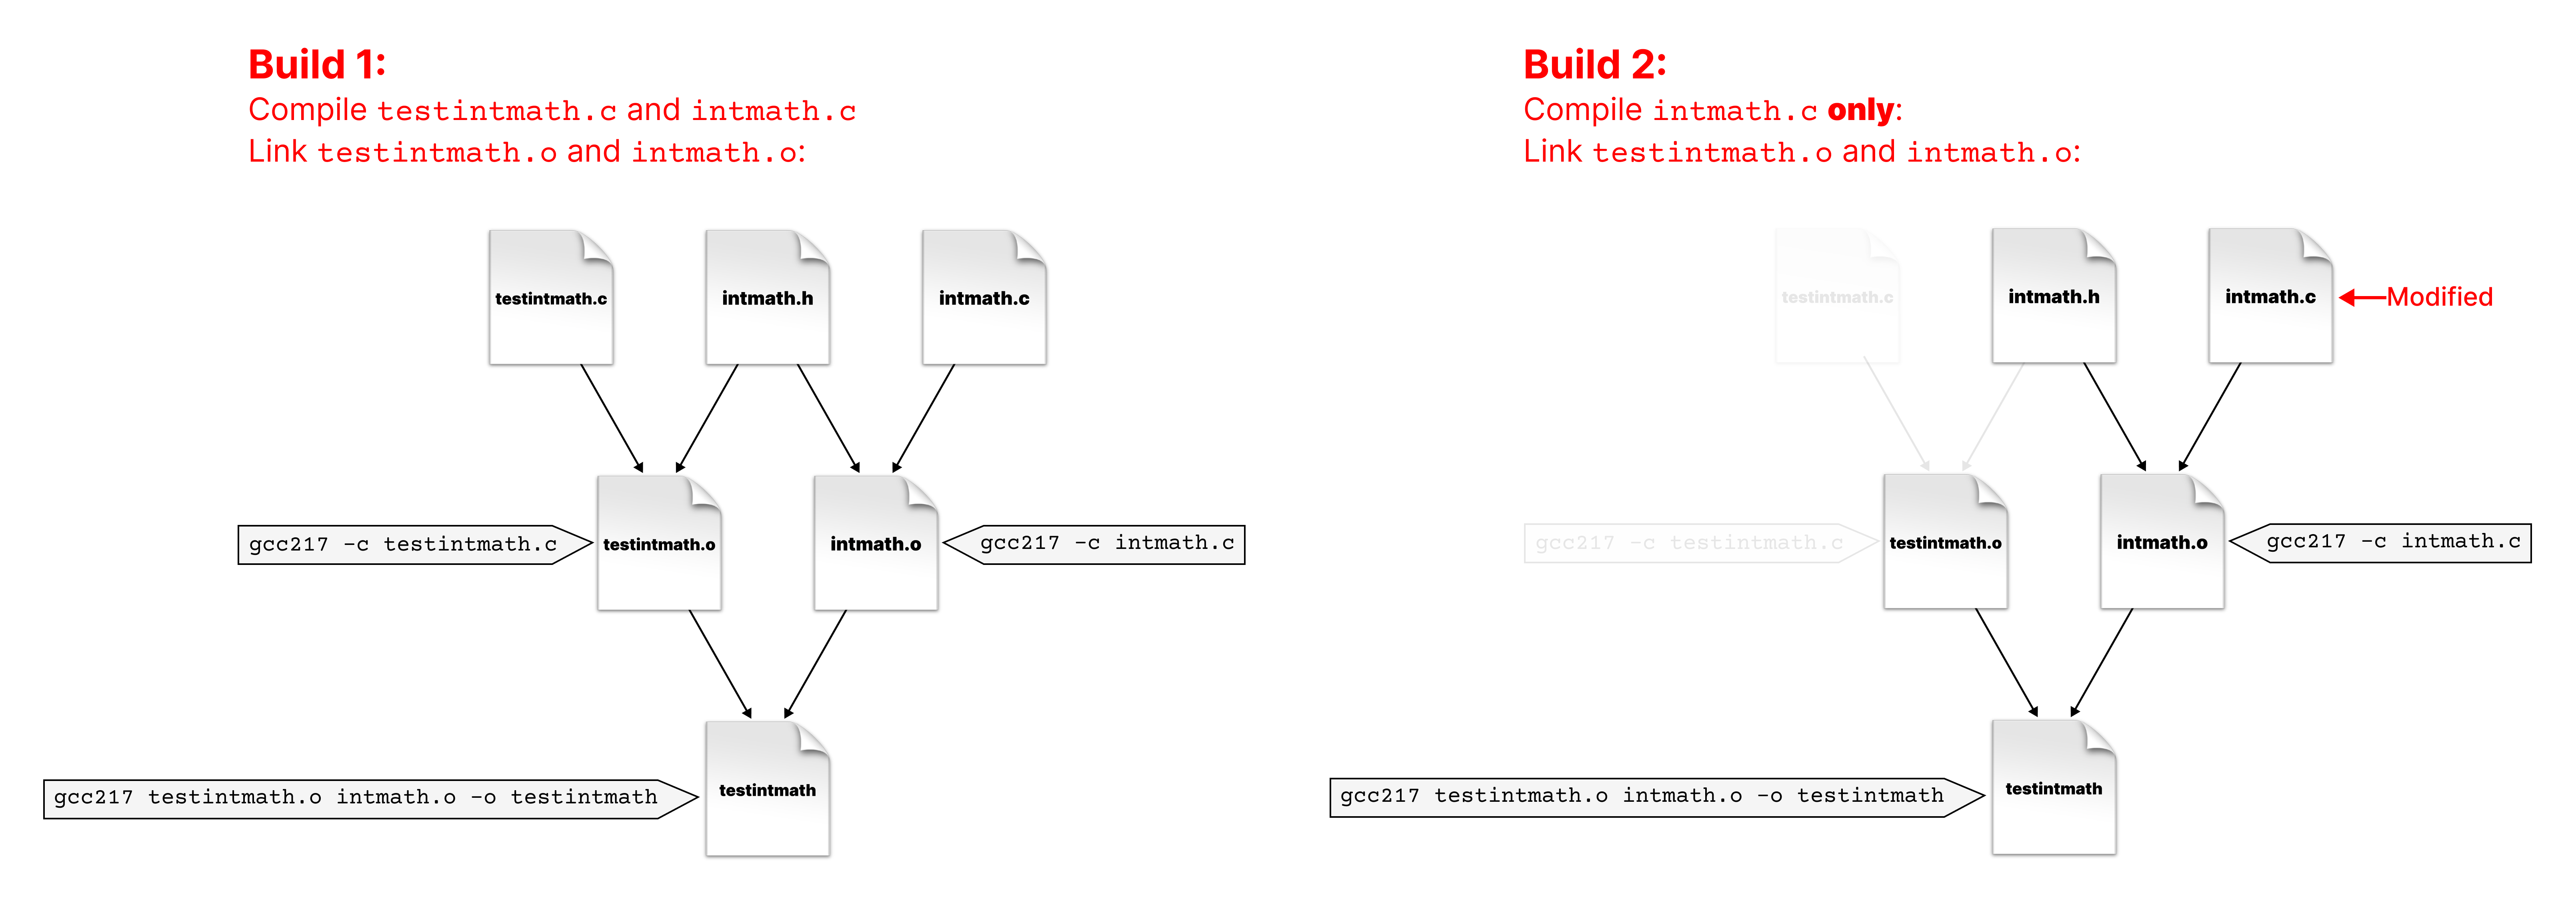 Build 1:
Compile testintmath.c and intmath.c
Link testintmath.o and intmath.o:
testintmath.c
intmath.h
intmath.c
gcc217 -c testintmath.c
testintmath.o
intmath.o
gcc217 -c intmath.c
gcc217 testintmath.o intmath.o -o testintmath
testintmath
Build 2:
Compile intmath.c only:
Link testintmath.o and intmath.o:
testintmath.c
intmath.h
intmath.c
Modified
gcc217 -c testintmath.c
testintmath.o
intmath.o
gcc217 -c intmath.c
gcc217 testintmath.o intmath.o -o testintmath
testintmath